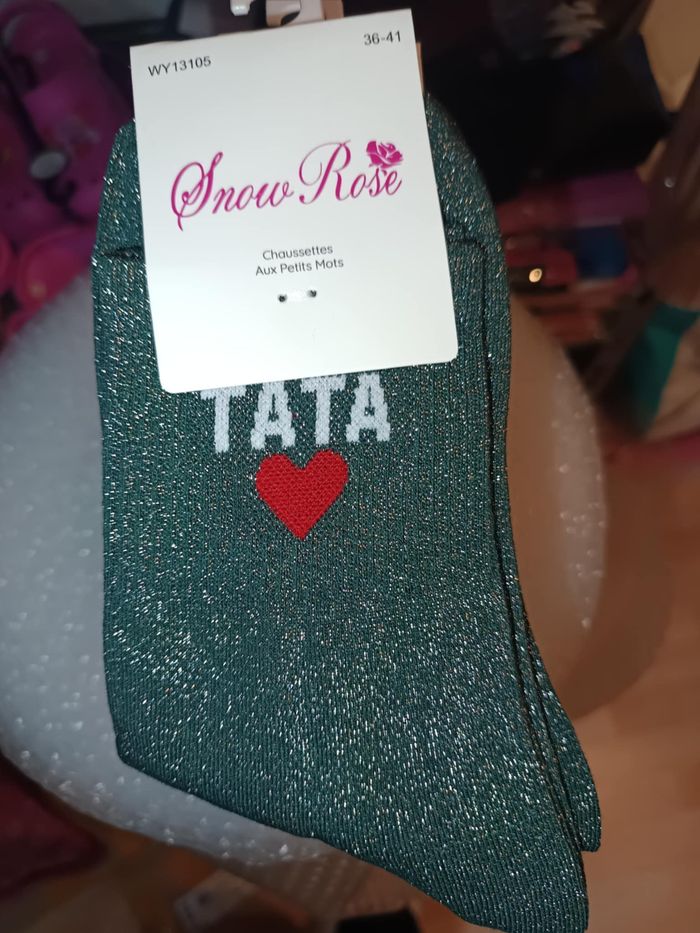 WY13105
36-41
Snow Rose
Chaussettes
Aux Petits Mots
TATA